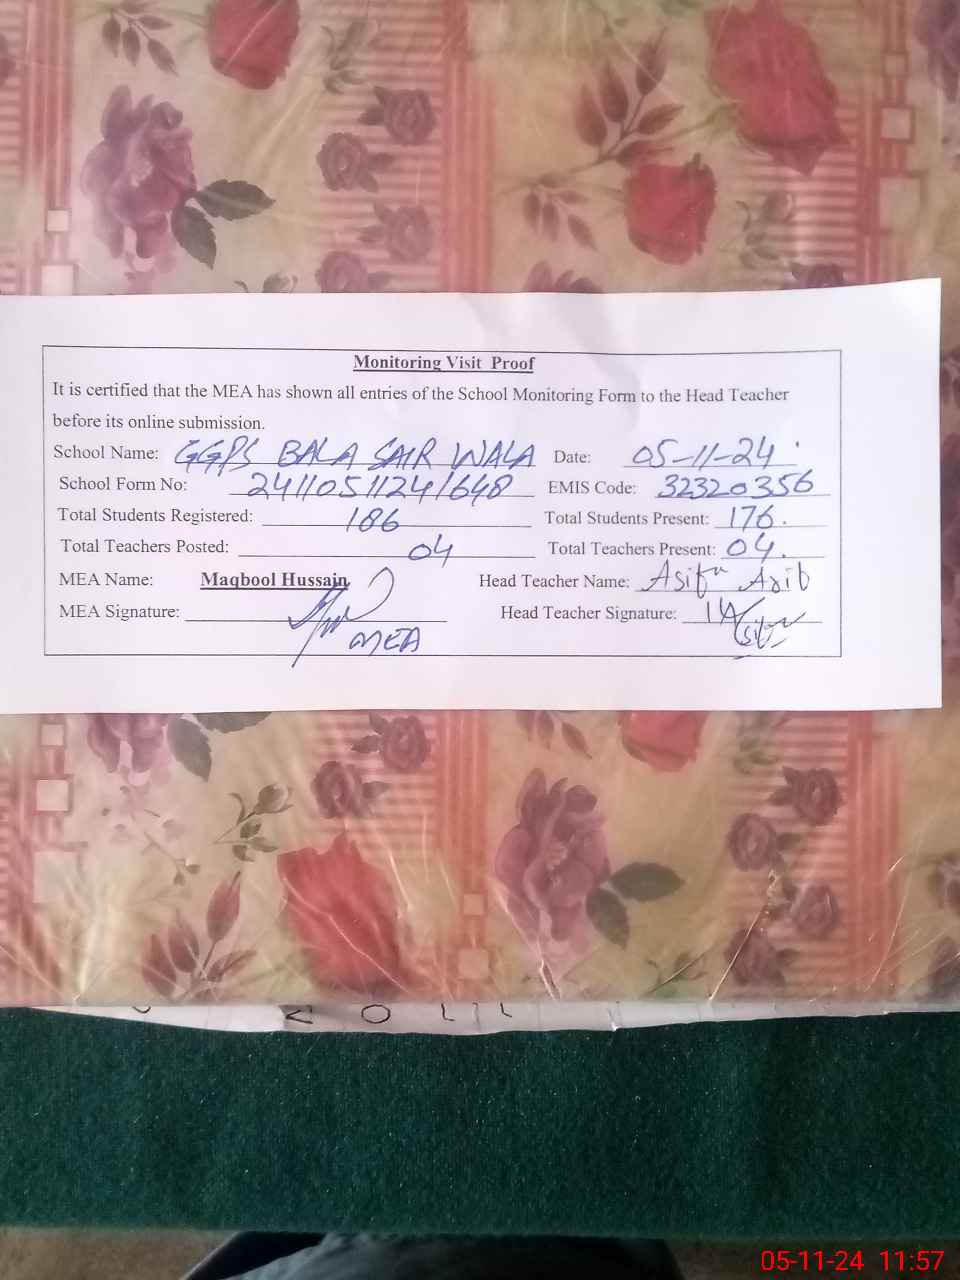 Monitoring Visit Proof
It is certified that the MEA has shown all entries of the School Monitoring Form to the Head Teacher
before its online submission.
School Name: GGPS BALA SAIR WALA Date: 05-11-24
School Form No: 24110511241648 EMIS Code: 32320356
Total Students Registered: 186 Total Students Present: 176.
Total Teachers Posted: 04 Total Teachers Present: 04.
MEA Name: Maqbool Hussain Head Teacher Name: Asifa Asib
MEA Signature: Head Teacher Signature:
MEA
05-11-24 11:57